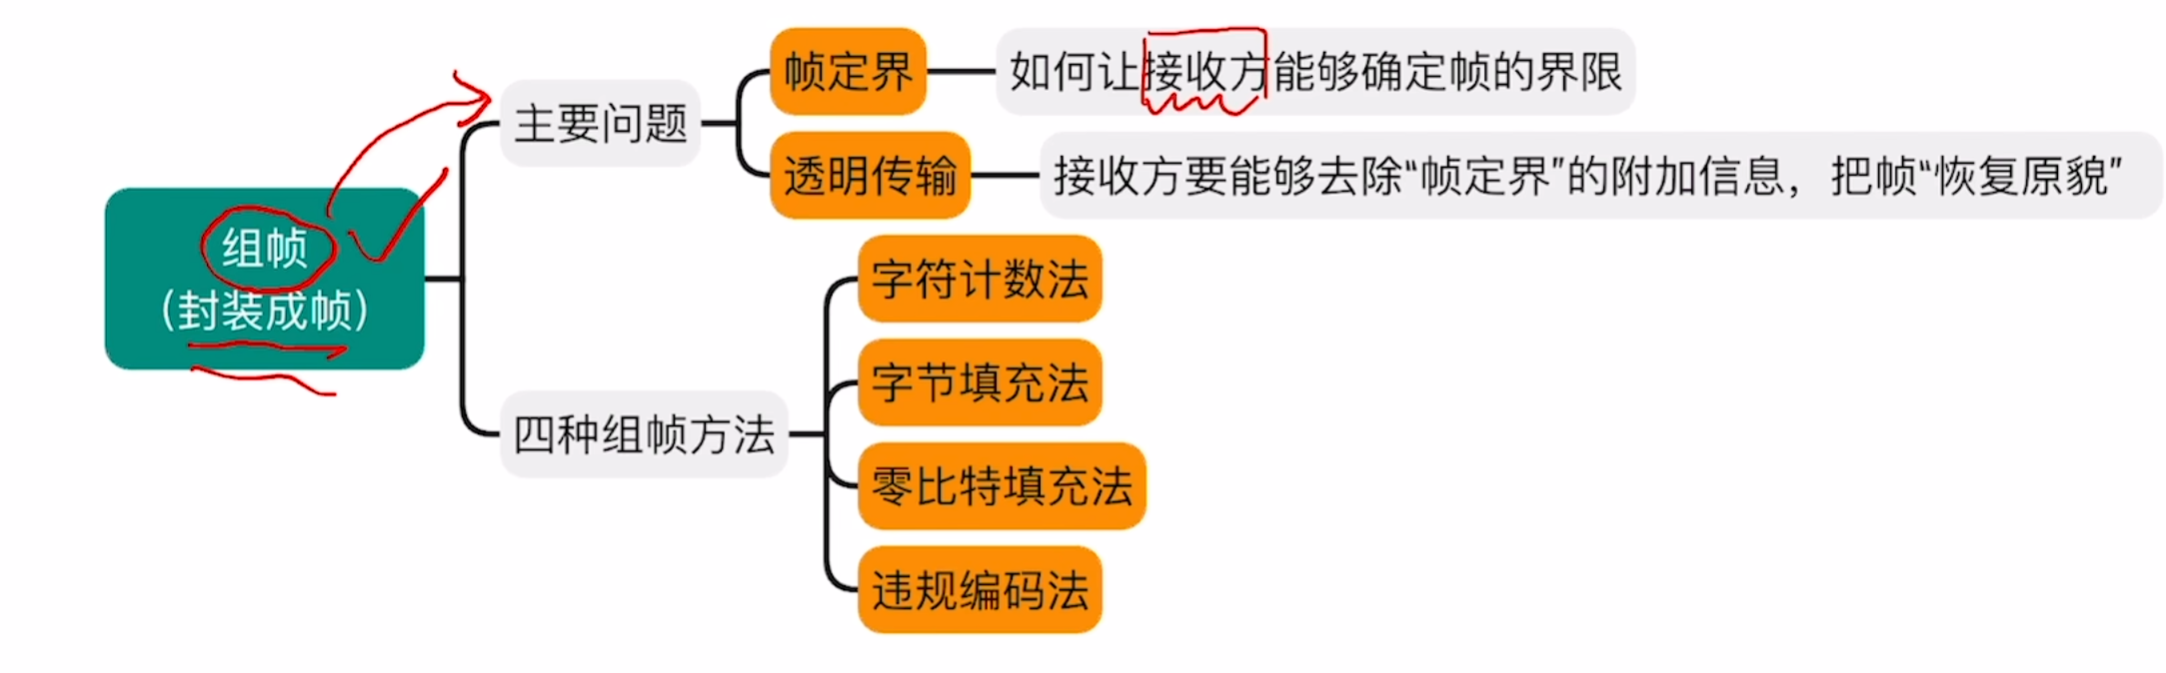 组帧
（封装成帧）
主要问题
帧定界
如何让接收方能够确定帧的界限
透明传输
接收方要能够去除“帧定界”的附加信息，把帧“恢复原貌”
四种组帧方法
字符计数法
字节填充法
零比特填充法
违规编码法